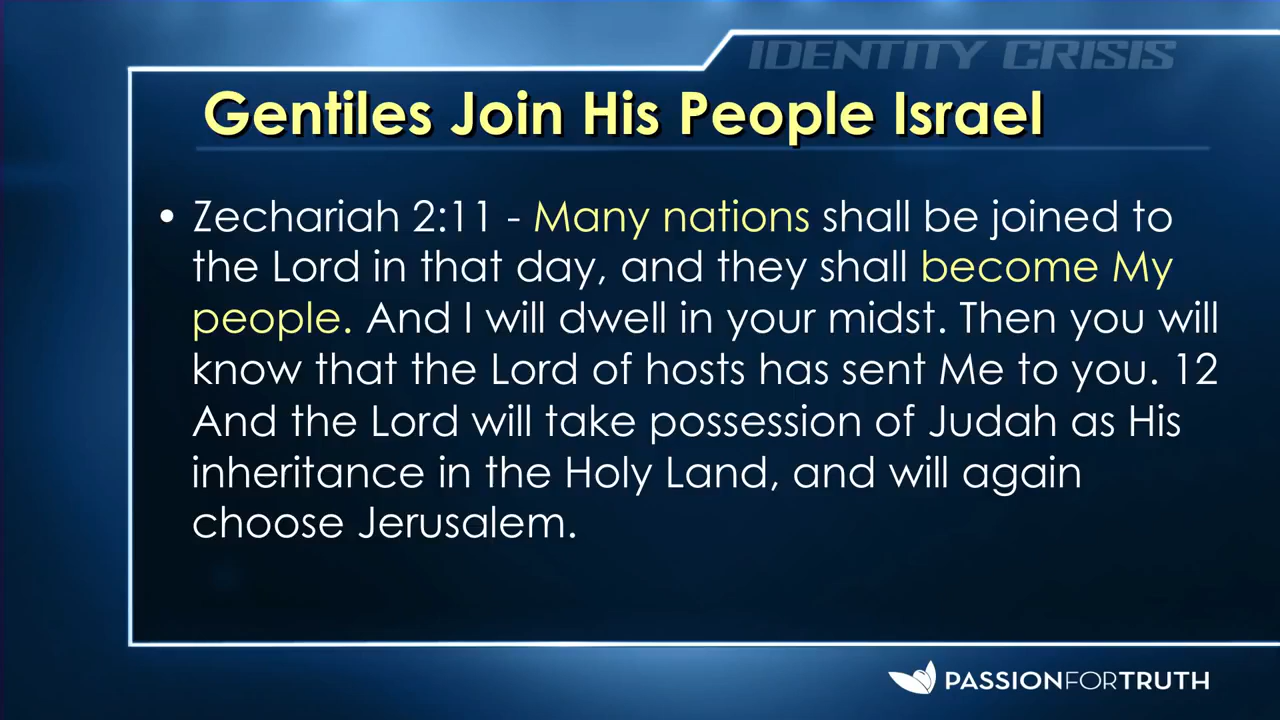 IDENTITY CRISIS
Gentiles Join His People Israel
• Zechariah 2:11 - Many nations shall be joined to
the Lord in that day, and they shall become My
people. And I will dwell in your midst. Then you will
know that the Lord of hosts has sent Me to you. 12
And the Lord will take possession of Judah as His
inheritance in the Holy Land, and will again
choose Jerusalem.
PASSIONFORTRUTH